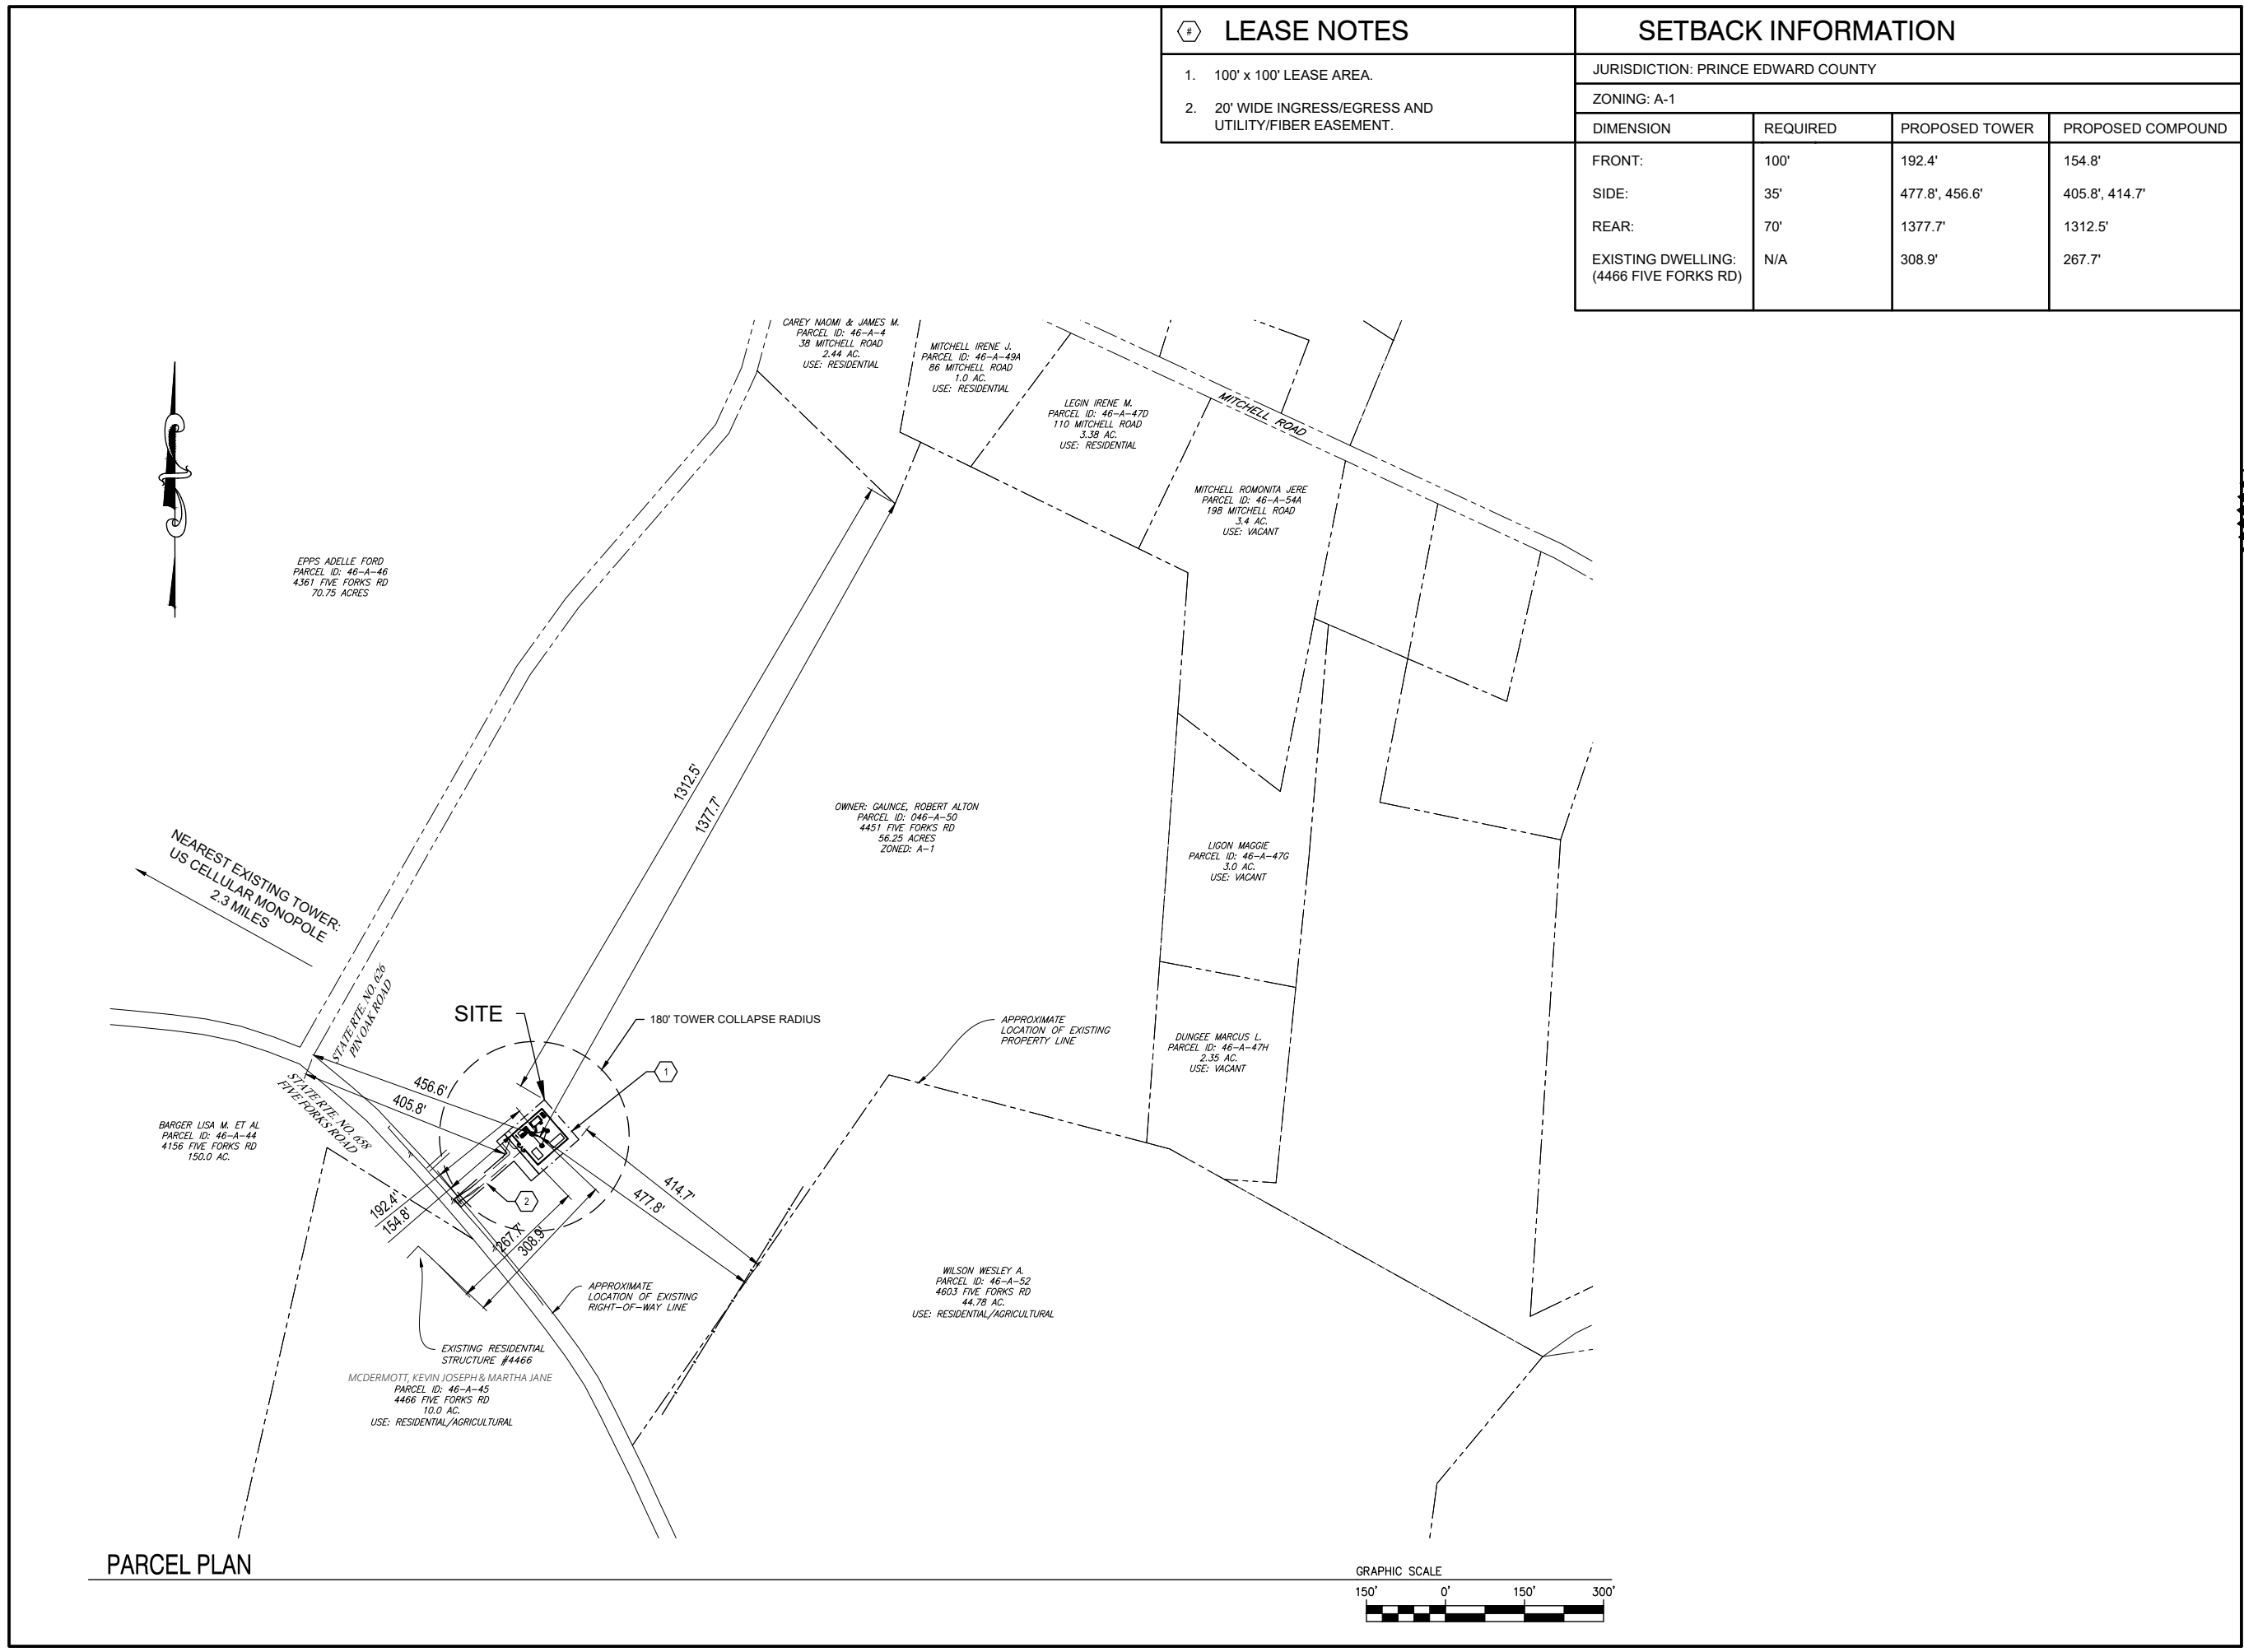 # LEASE NOTES
1. 100' x 100' LEASE AREA.
2. 20' WIDE INGRESS/EGRESS AND
UTILITY/FIBER EASEMENT.
SETBACK INFORMATION
JURISDICTION: PRINCE EDWARD COUNTY
ZONING: A-1
DIMENSION REQUIRED PROPOSED TOWER PROPOSED COMPOUND
FRONT: 100' 192.4' 154.8'
SIDE: 35' 477.8', 456.6' 405.8', 414.7'
REAR: 70' 1377.7' 1312.5'
EXISTING DWELLING: N/A 308.9' 267.7'
(4466 FIVE FORKS RD)
CAREY NAOMI & JAMES M.
PARCEL ID: 46-A-4
38 MITCHELL ROAD
2.44 AC.
USE: RESIDENTIAL
MITCHELL IRENE J.
PARCEL ID: 46-A-49A
86 MITCHELL ROAD
1.0 AC.
USE: RESIDENTIAL
LEGIN IRENE M.
PARCEL ID: 46-A-47D
110 MITCHELL ROAD
3.38 AC.
USE: RESIDENTIAL
MITCHELL ROAD
MITCHELL ROMONITA JERE
PARCEL ID: 46-A-54A
198 MITCHELL ROAD
3.4 AC.
USE: VACANT
EPPS ADELLE FORD
PARCEL ID: 46-A-46
4361 FIVE FORKS RD
70.75 ACRES
1312.5'
1377.7'
OWNER: GAUNCE, ROBERT ALTON
PARCEL ID: 046-A-50
4451 FIVE FORKS RD
56.25 ACRES
ZONED: A-1
LIGON MAGGIE
PARCEL ID: 46-A-47G
3.0 AC.
USE: VACANT
NEAREST EXISTING TOWER:
US CELLULAR MONOPOLE
2.3 MILES
STATE RTE. NO. 626
PIN OAK ROAD
SITE
180' TOWER COLLAPSE RADIUS
APPROXIMATE
LOCATION OF EXISTING
PROPERTY LINE
DUNGEE MARCUS L.
PARCEL ID: 46-A-47H
2.35 AC.
USE: VACANT
1
456.6'
405.8'
STATE RTE. NO. 658
FIVE FORKS ROAD
BARGER LISA M. ET AL
PARCEL ID: 46-A-44
4156 FIVE FORKS RD
150.0 AC.
2
414.7'
477.8'
192.4'
154.8'
267.7'
308.9'
APPROXIMATE
LOCATION OF EXISTING
RIGHT-OF-WAY LINE
WILSON WESLEY A.
PARCEL ID: 46-A-52
4603 FIVE FORKS RD
44.78 AC.
USE: RESIDENTIAL/AGRICULTURAL
EXISTING RESIDENTIAL
STRUCTURE #4466
MCDERMOTT, KEVIN JOSEPH & MARTHA JANE
PARCEL ID: 46-A-45
4466 FIVE FORKS RD
10.0 AC.
USE: RESIDENTIAL/AGRICULTURAL
PARCEL PLAN
GRAPHIC SCALE
150' 0' 150' 300'